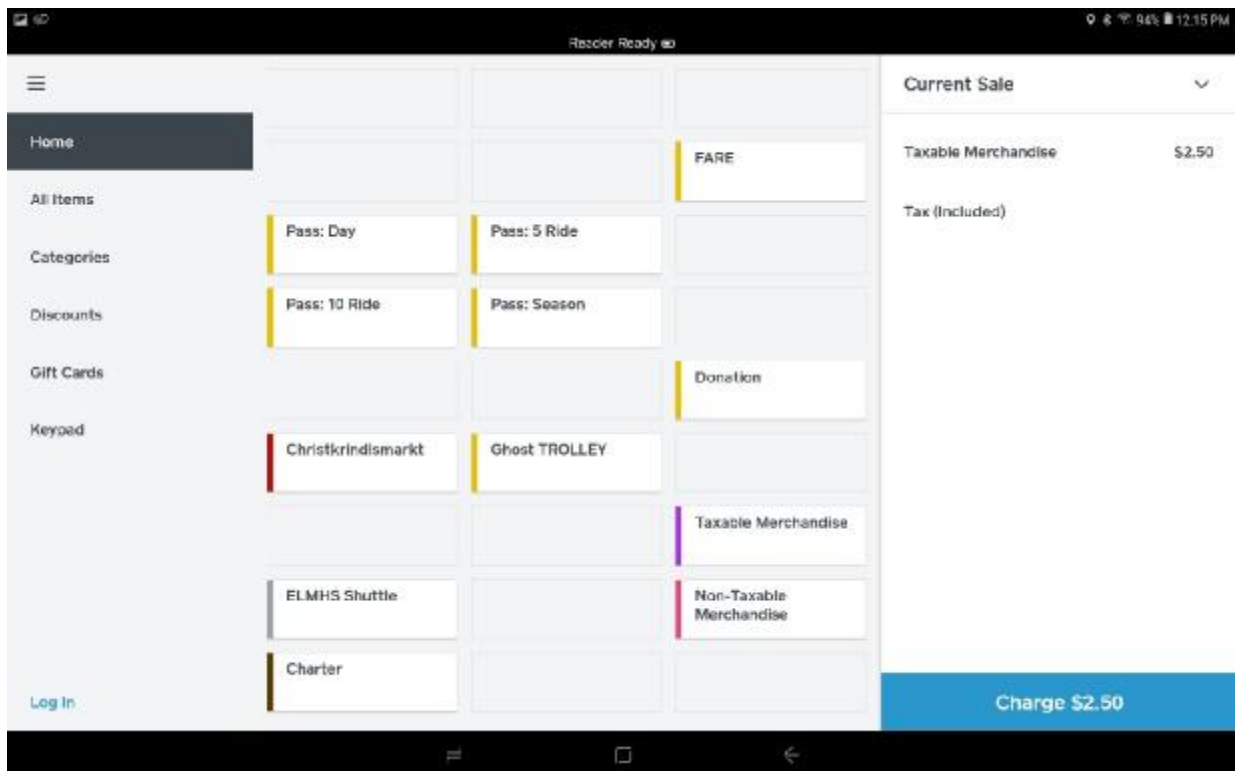 94% 12:15 PM
Reader Ready
Current Sale
Home
FARE
Taxable Merchandise $2.50
All Items
Tax (Included)
Pass: Day
Pass: 5 Ride
Categories
Pass: 10 Ride
Pass: Season
Discounts
Gift Cards
Donation
Keypad
Christkrindlsmarkt
Ghost TROLLEY
Taxable Merchandise
ELMHS Shuttle
Non-Taxable
Merchandise
Charter
Log In
Charge $2.50